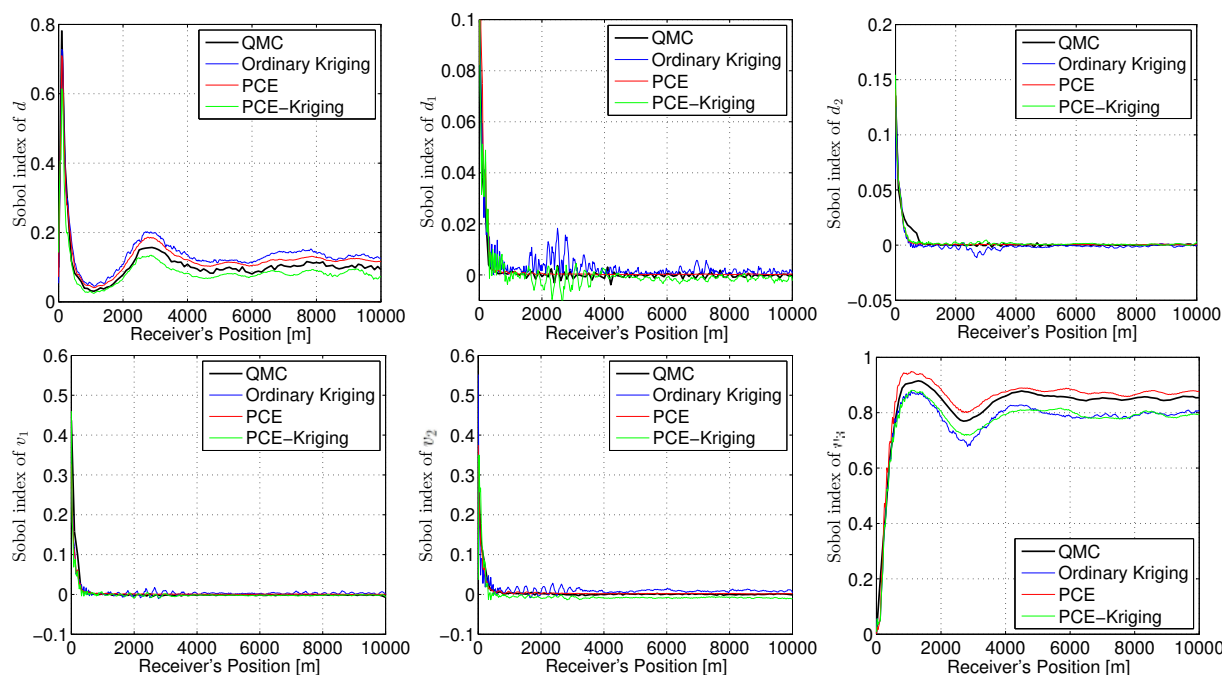 Sobol index of d
0.8
0.6
0.4
0.2
0
0 2000 4000 6000 8000 10000
Receiver's Position [m]
QMC
Ordinary Kriging
PCE
PCE-Kriging
Sobol index of d₁
0.1
0.08
0.06
0.04
0.02
0
-0.01
0 2000 4000 6000 8000 10000
Receiver's Position [m]
QMC
Ordinary Kriging
PCE
PCE-Kriging
Sobol index of d₂
0.2
0.15
0.1
0.05
0
-0.05
0 2000 4000 6000 8000 10000
Receiver's Position [m]
QMC
Ordinary Kriging
PCE
PCE-Kriging
Sobol index of v₁
0.6
0.5
0.4
0.3
0.2
0.1
0
-0.1
0 2000 4000 6000 8000 10000
Receiver's Position [m]
QMC
Ordinary Kriging
PCE
PCE-Kriging
Sobol index of v₂
0.6
0.5
0.4
0.3
0.2
0.1
0
-0.1
0 2000 4000 6000 8000 10000
Receiver's Position [m]
QMC
Ordinary Kriging
PCE
PCE-Kriging
Sobol index of v₃
1
0.8
0.6
0.4
0.2
0
0 2000 4000 6000 8000 10000
Receiver's Position [m]
QMC
Ordinary Kriging
PCE
PCE-Kriging